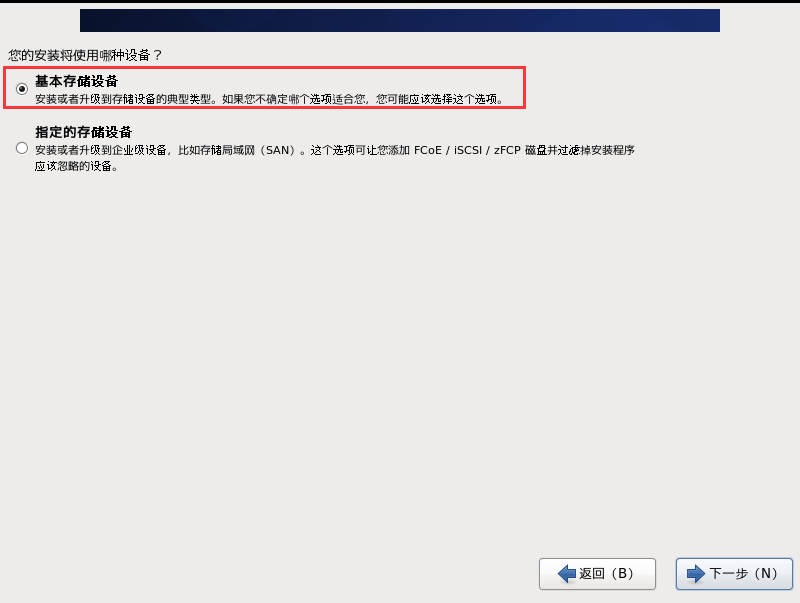 您的安装将使用哪种设备？
基本存储设备
安装或者升级到存储设备的典型类型。如果您不确定哪个选项适合您，您可能应该选择这个选项。
指定的存储设备
安装或者升级到企业级设备，比如存储局域网（SAN）。这个选项可让您添加 FCoE / iSCSI / zFCP 磁盘并过滤掉安装程序
应该忽略的设备。
返回（B）
下一步（N）